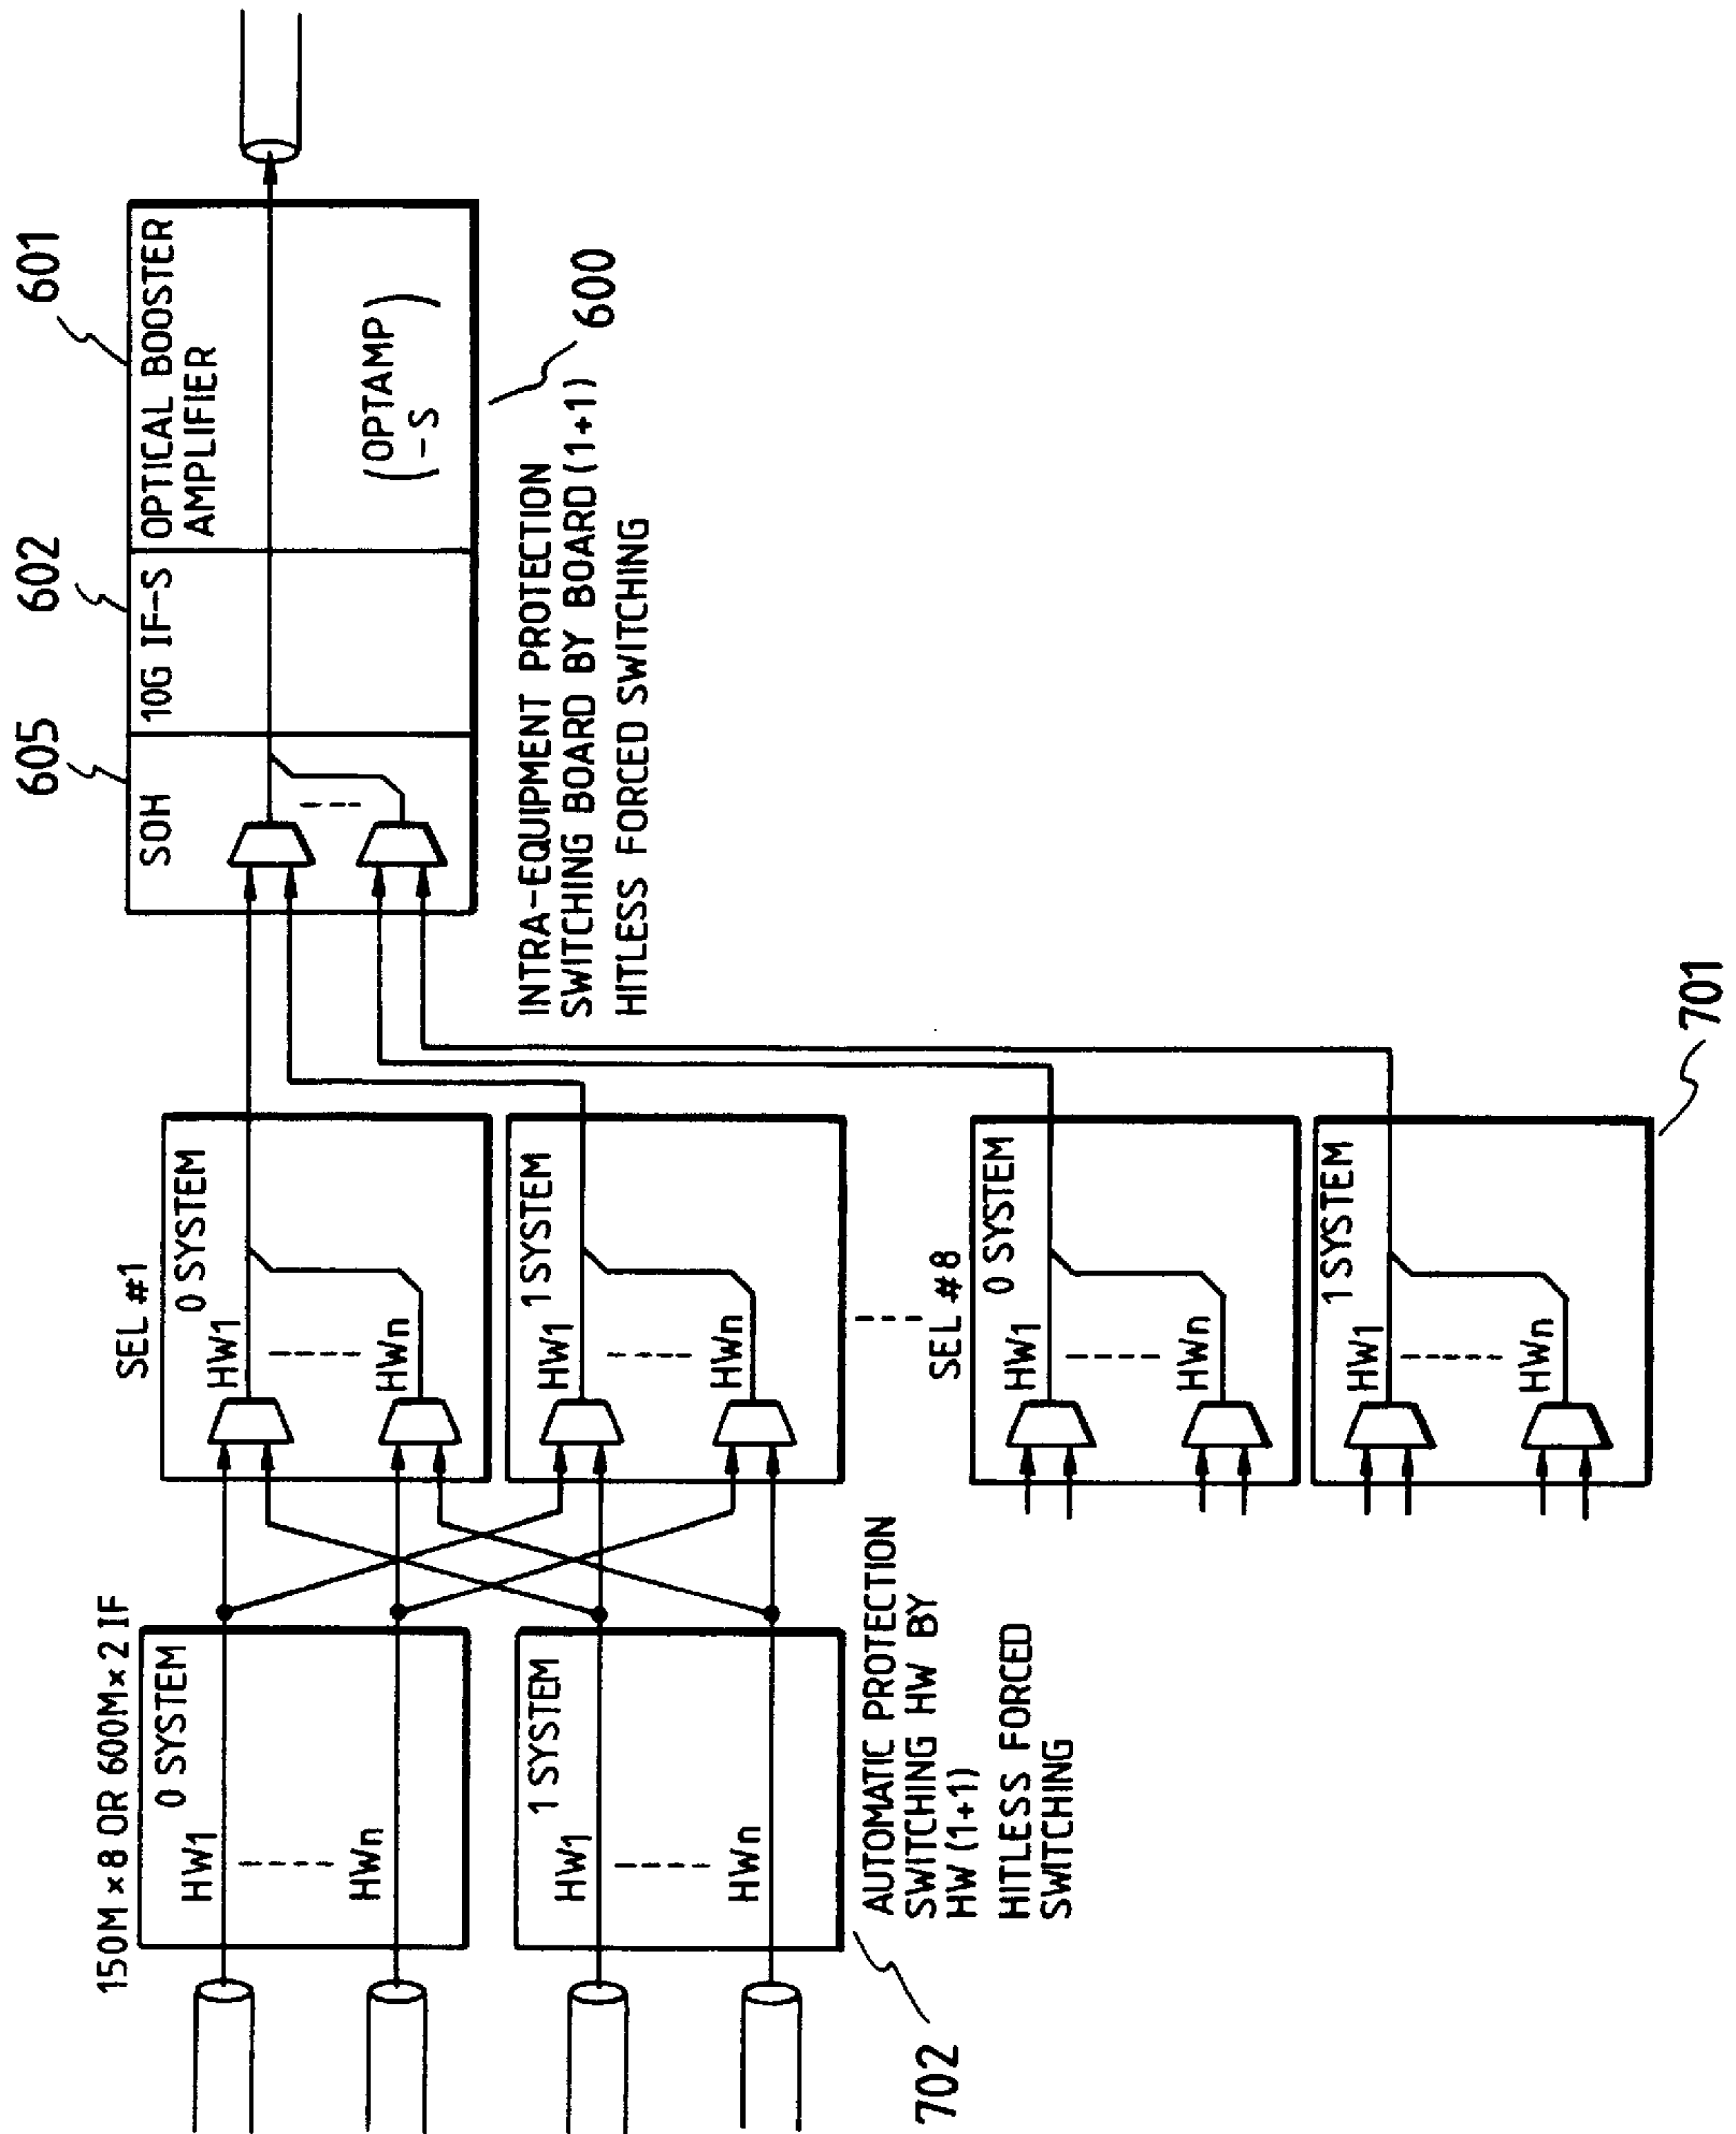 150M × 8 OR 600M × 2 IF
0 SYSTEM
HW1
HWn
1 SYSTEM
HW1
HWn
702
AUTOMATIC PROTECTION
SWITCHING HW BY
HW (1+1)
HITLESS FORCED
SWITCHING
SEL #1
0 SYSTEM
HW1
HWn
1 SYSTEM
HW1
HWn
SEL #8
0 SYSTEM
HW1
HWn
1 SYSTEM
HW1
HWn
701
605
602
601
SOH
10G IF-S
OPTICAL BOOSTER
AMPLIFIER
(OPTAMP
-S)
600
INTRA-EQUIPMENT PROTECTION
SWITCHING BOARD BY BOARD (1+1)
HITLESS FORCED SWITCHING